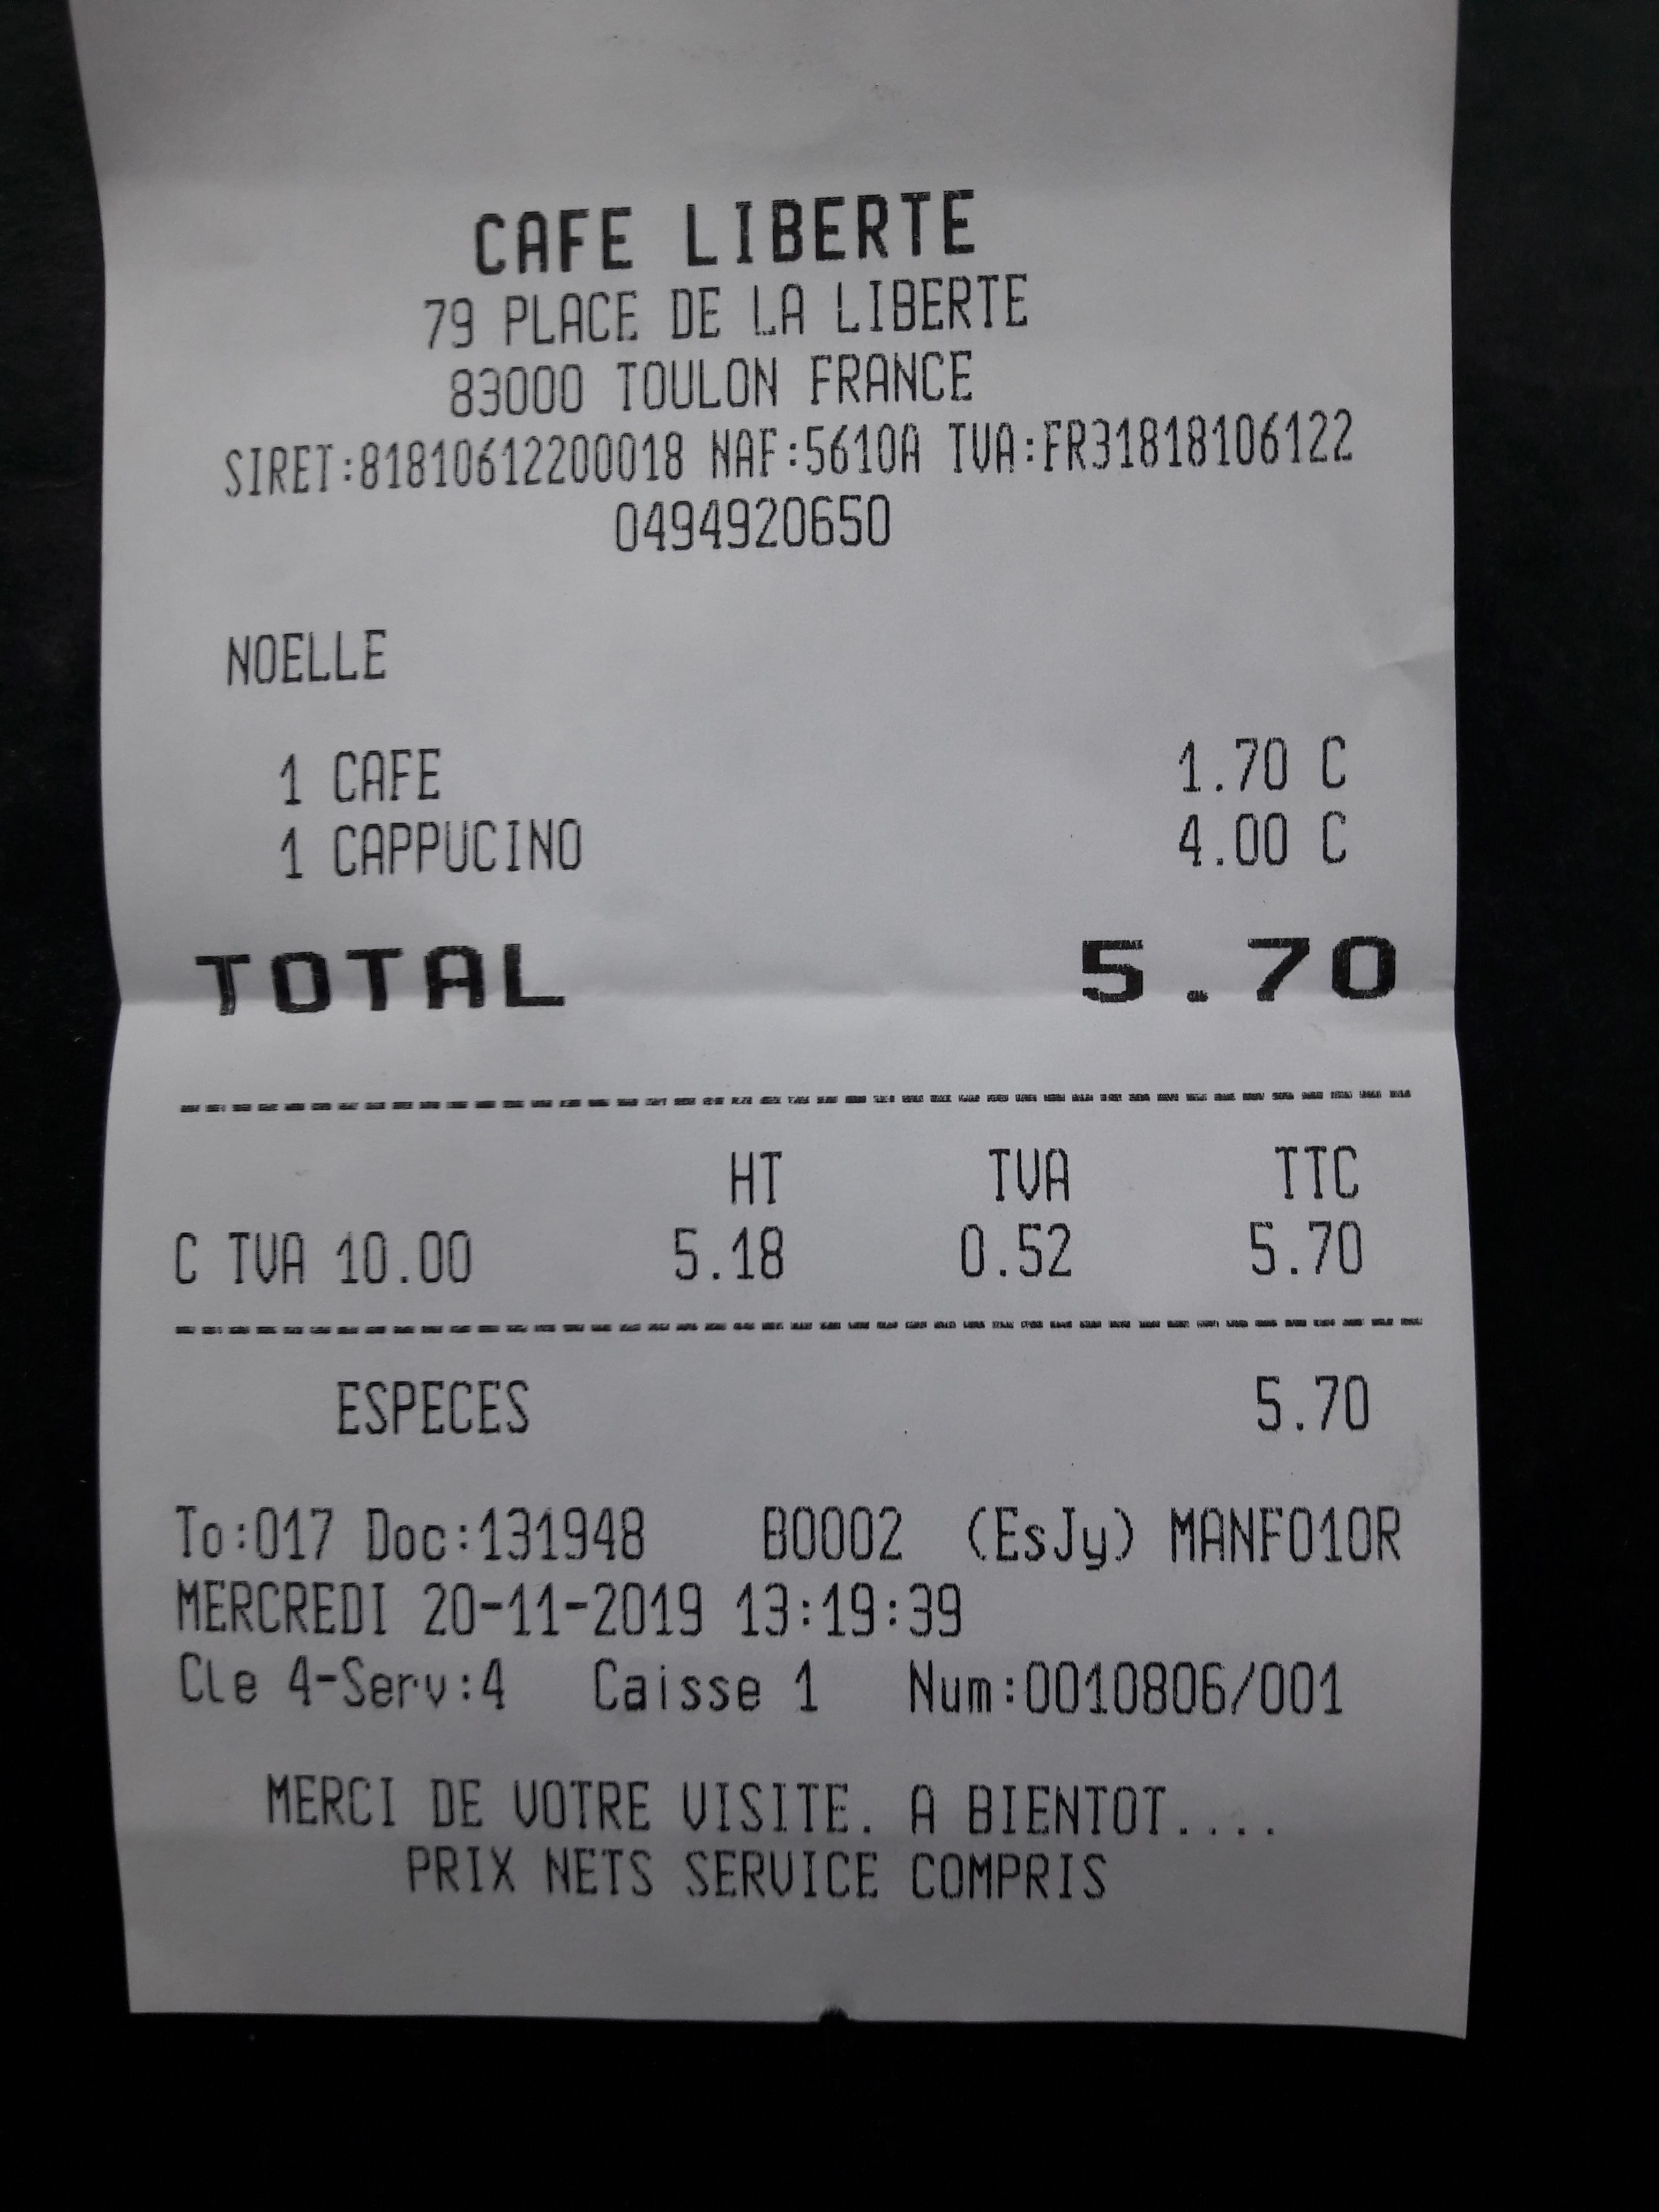 CAFE LIBERTE
79 PLACE DE LA LIBERTE
83000 TOULON FRANCE
SIRET:81810612200018 NAF:5610A TVA:FR31818106122
0494920650
NOELLE
1 CAFE 1.70 C
1 CAPPUCINO 4.00 C
TOTAL 5.70
HT TVA TTC
C TVA 10.00 5.18 0.52 5.70
ESPECES 5.70
To:017 Doc:131948 B0002 (EsJy) MANF010R
MERCREDI 20-11-2019 13:19:39
Cle 4-Serv:4 Caisse 1 Num:0010806/001
MERCI DE VOTRE VISITE. A BIENTOT....
PRIX NETS SERVICE COMPRIS